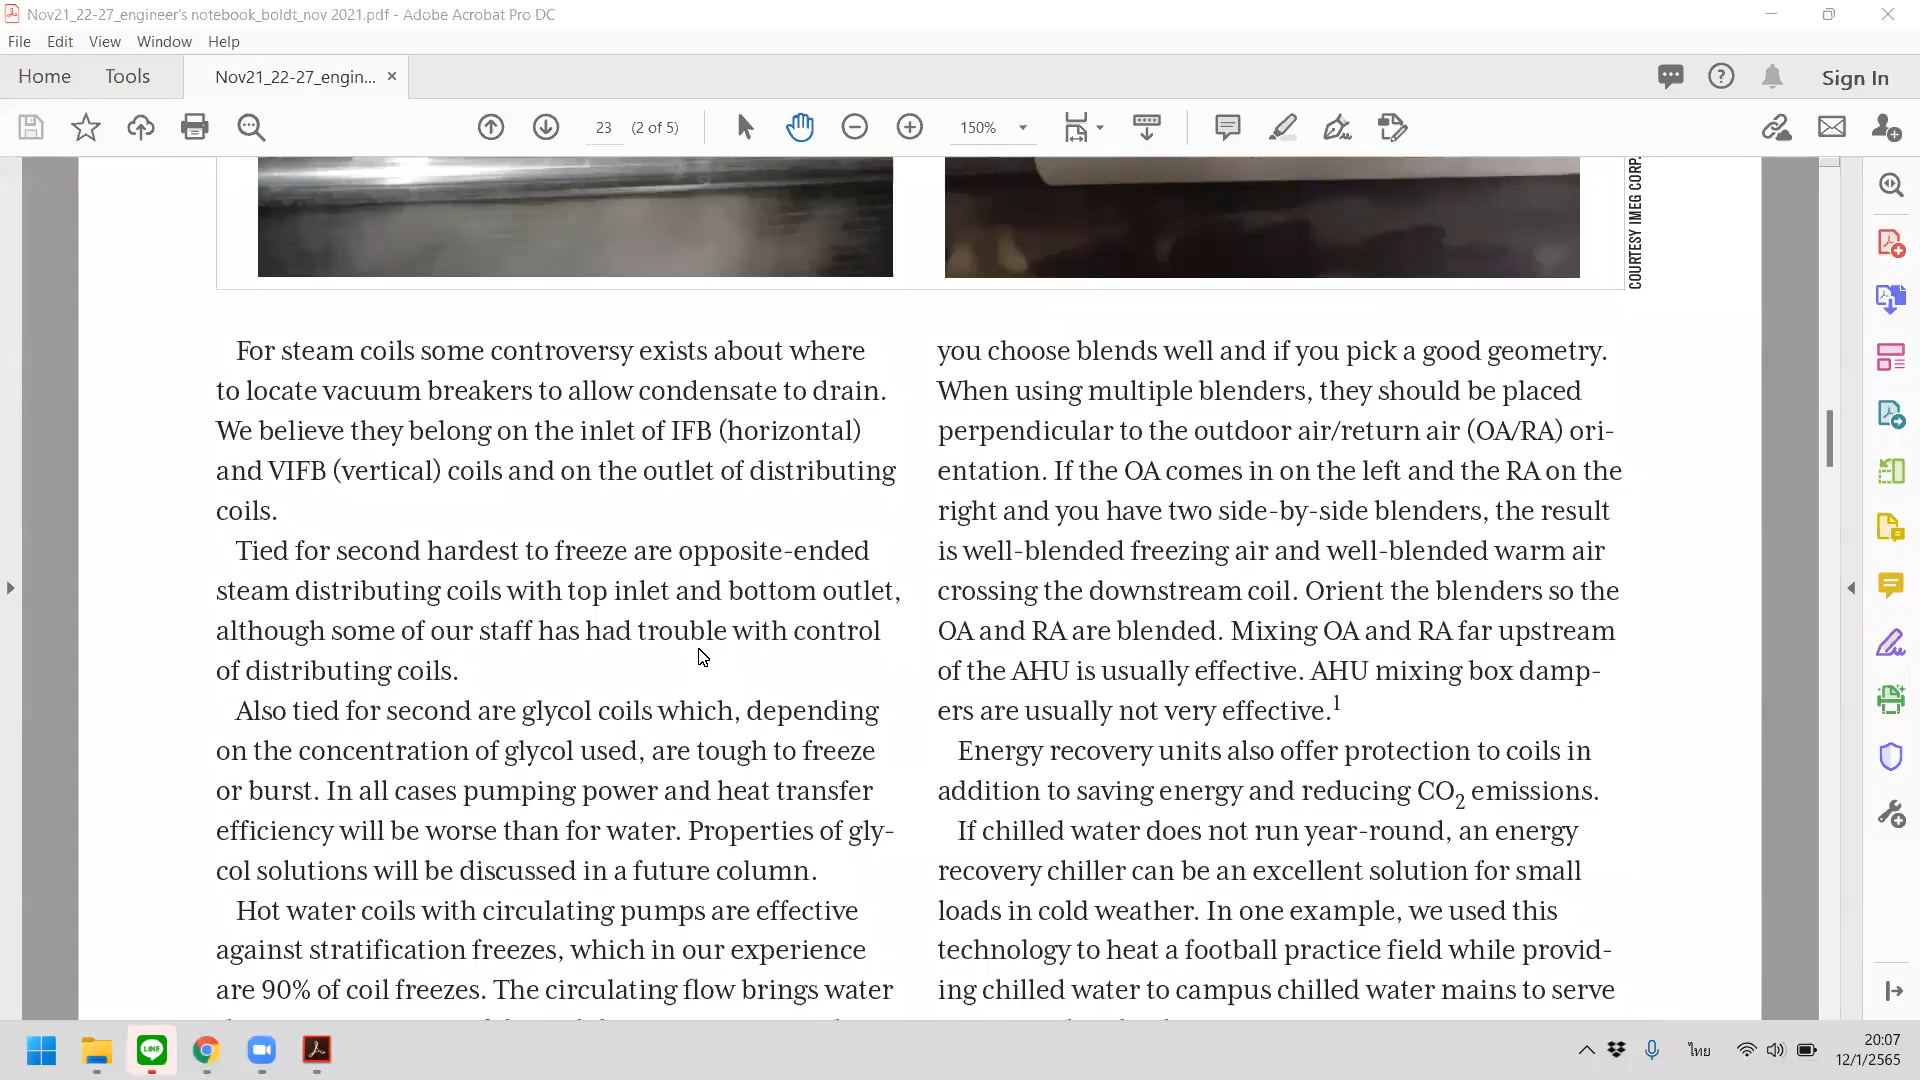 Nov21_22-27_engineer's notebook_boldt_nov 2021.pdf - Adobe Acrobat Pro DC
File Edit View Window Help
Home Tools Nov21_22-27_engin... × Sign In
23 (2 of 5) 150%
COURTESY IMEG CORP.
For steam coils some controversy exists about where
to locate vacuum breakers to allow condensate to drain.
We believe they belong on the inlet of IFB (horizontal)
and VIFB (vertical) coils and on the outlet of distributing
coils.
Tied for second hardest to freeze are opposite-ended
steam distributing coils with top inlet and bottom outlet,
although some of our staff has had trouble with control
of distributing coils.
Also tied for second are glycol coils which, depending
on the concentration of glycol used, are tough to freeze
or burst. In all cases pumping power and heat transfer
efficiency will be worse than for water. Properties of gly-
col solutions will be discussed in a future column.
Hot water coils with circulating pumps are effective
against stratification freezes, which in our experience
are 90% of coil freezes. The circulating flow brings water
you choose blends well and if you pick a good geometry.
When using multiple blenders, they should be placed
perpendicular to the outdoor air/return air (OA/RA) ori-
entation. If the OA comes in on the left and the RA on the
right and you have two side-by-side blenders, the result
is well-blended freezing air and well-blended warm air
crossing the downstream coil. Orient the blenders so the
OA and RA are blended. Mixing OA and RA far upstream
of the AHU is usually effective. AHU mixing box damp-
ers are usually not very effective.1
Energy recovery units also offer protection to coils in
addition to saving energy and reducing CO2 emissions.
If chilled water does not run year-round, an energy
recovery chiller can be an excellent solution for small
loads in cold weather. In one example, we used this
technology to heat a football practice field while provid-
ing chilled water to campus chilled water mains to serve
LINE
ไทย
20:07
12/1/2565